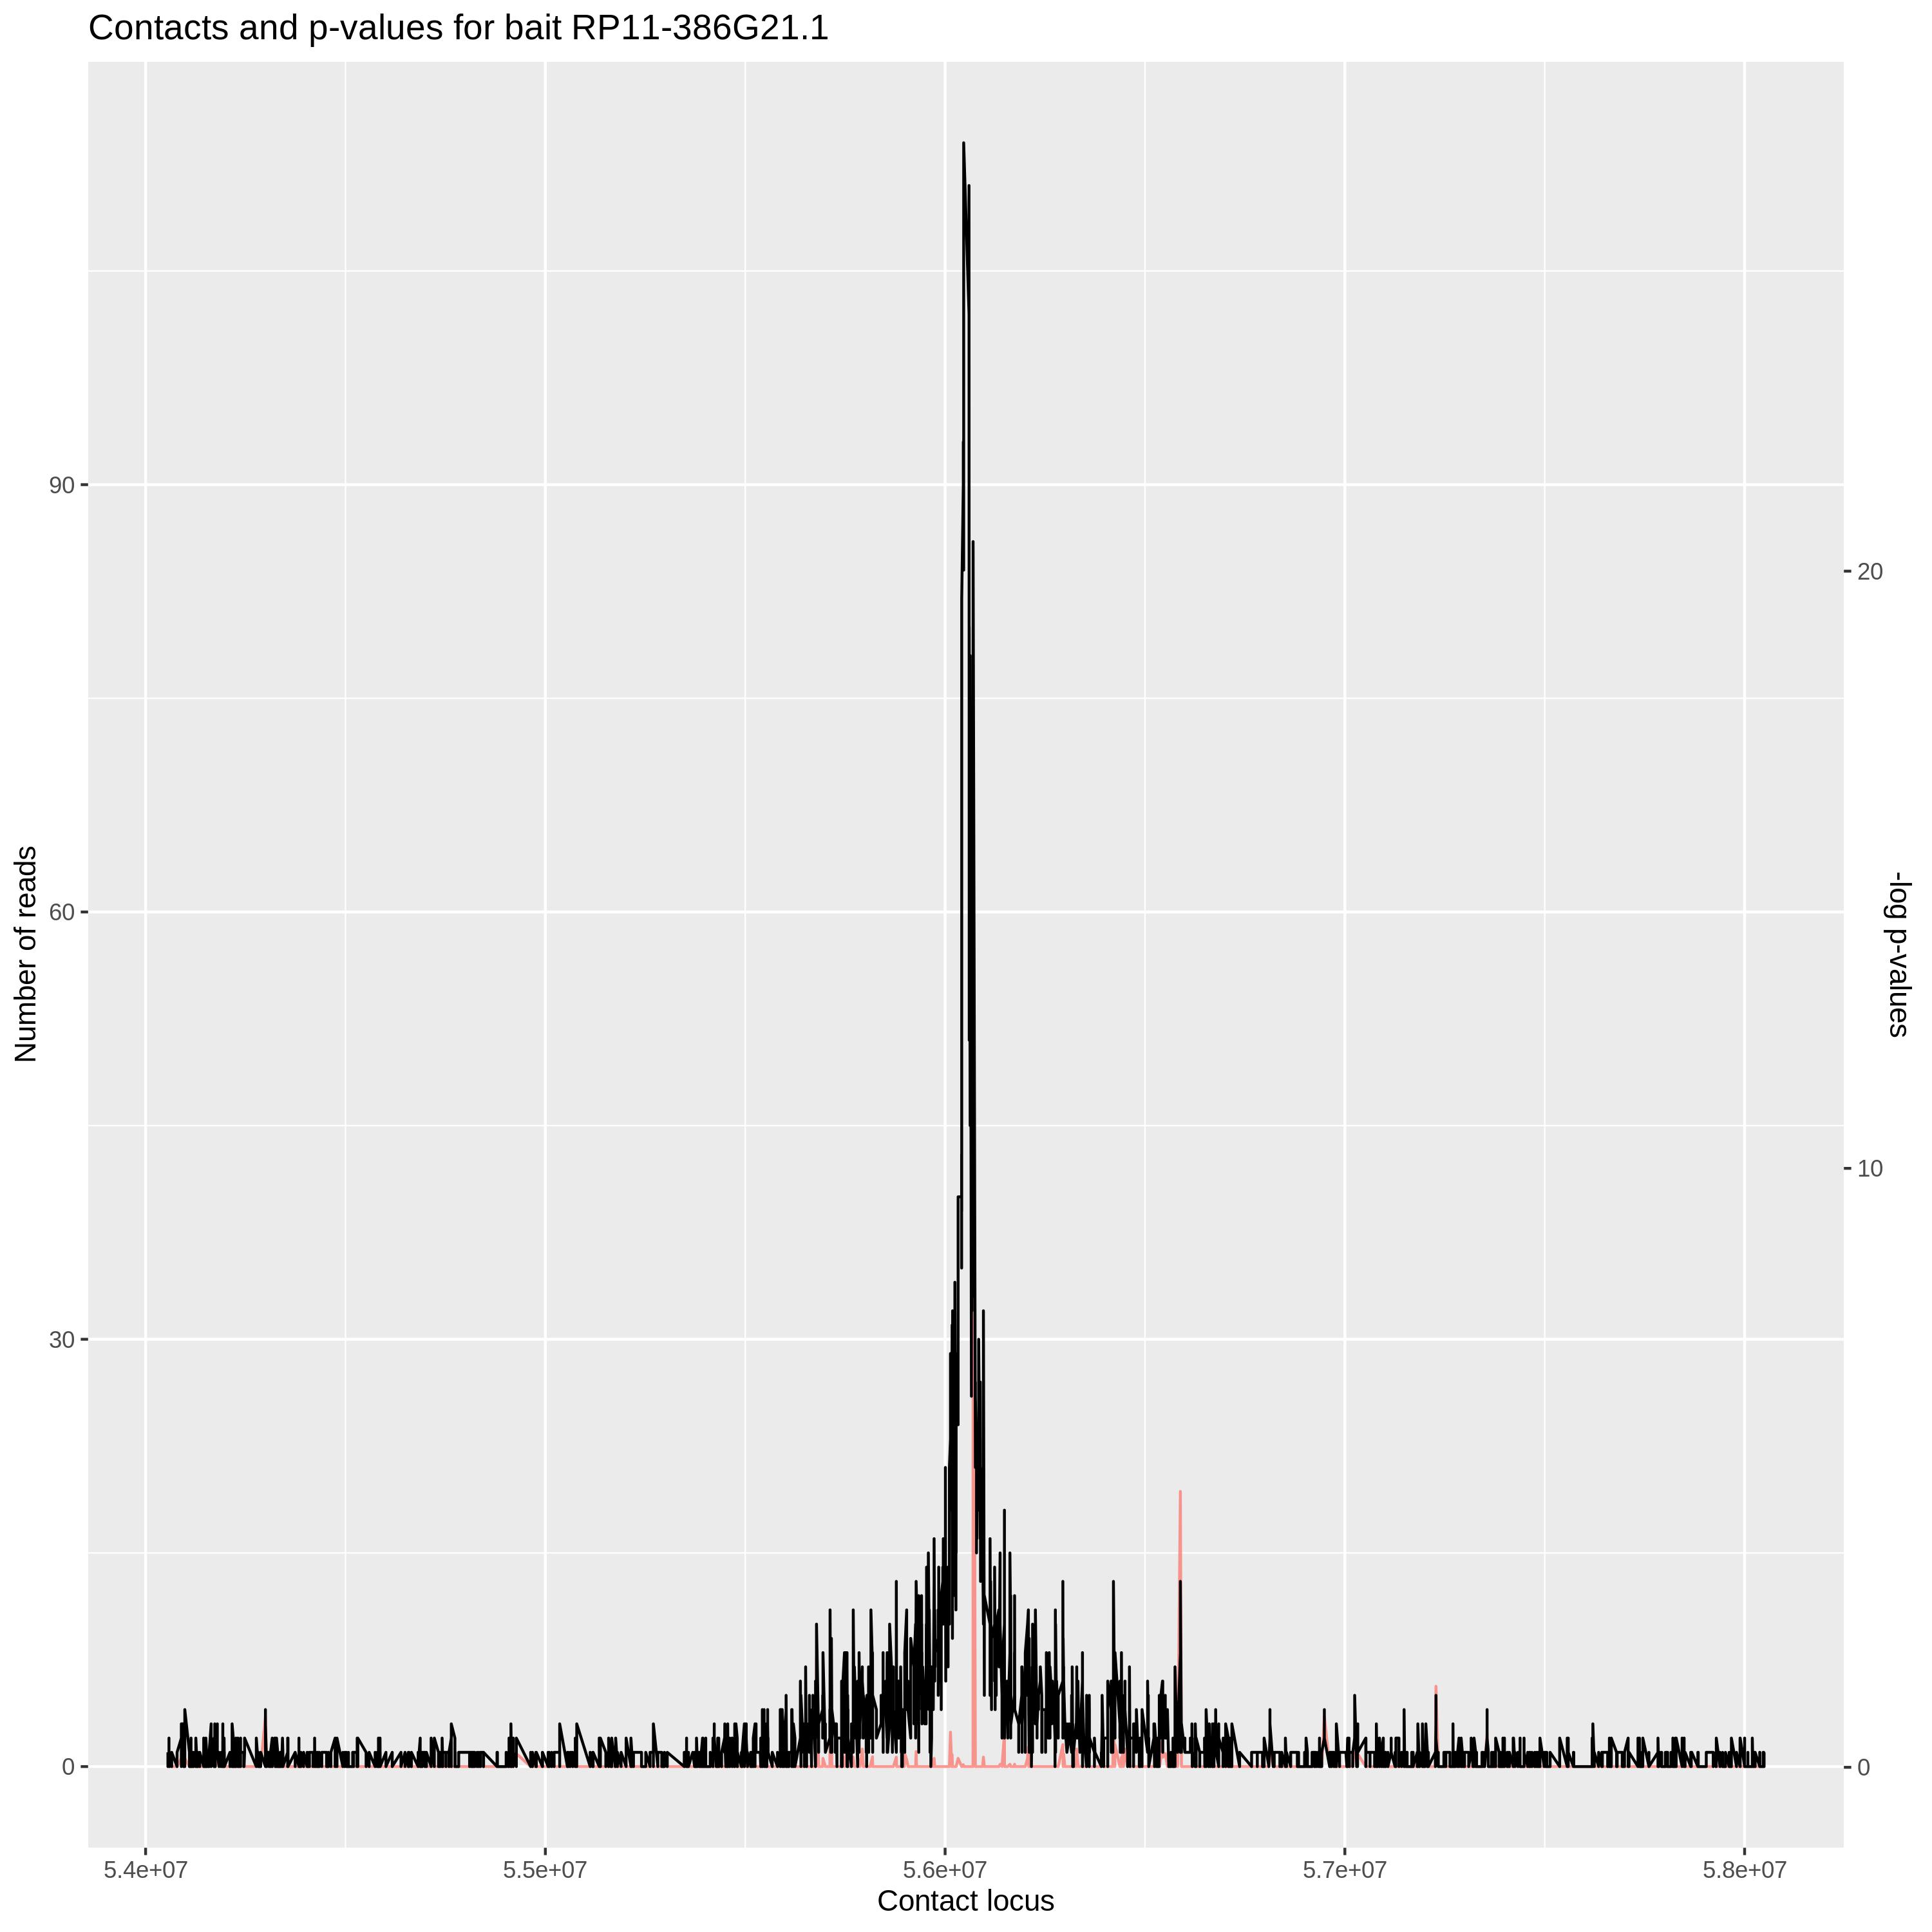 Contacts and p-values for bait RP11-386G21.1
Number of reads
90
60
30
0
20
10
0
-log p-values
5.4e+07
5.5e+07
5.6e+07
5.7e+07
5.8e+07
Contact locus